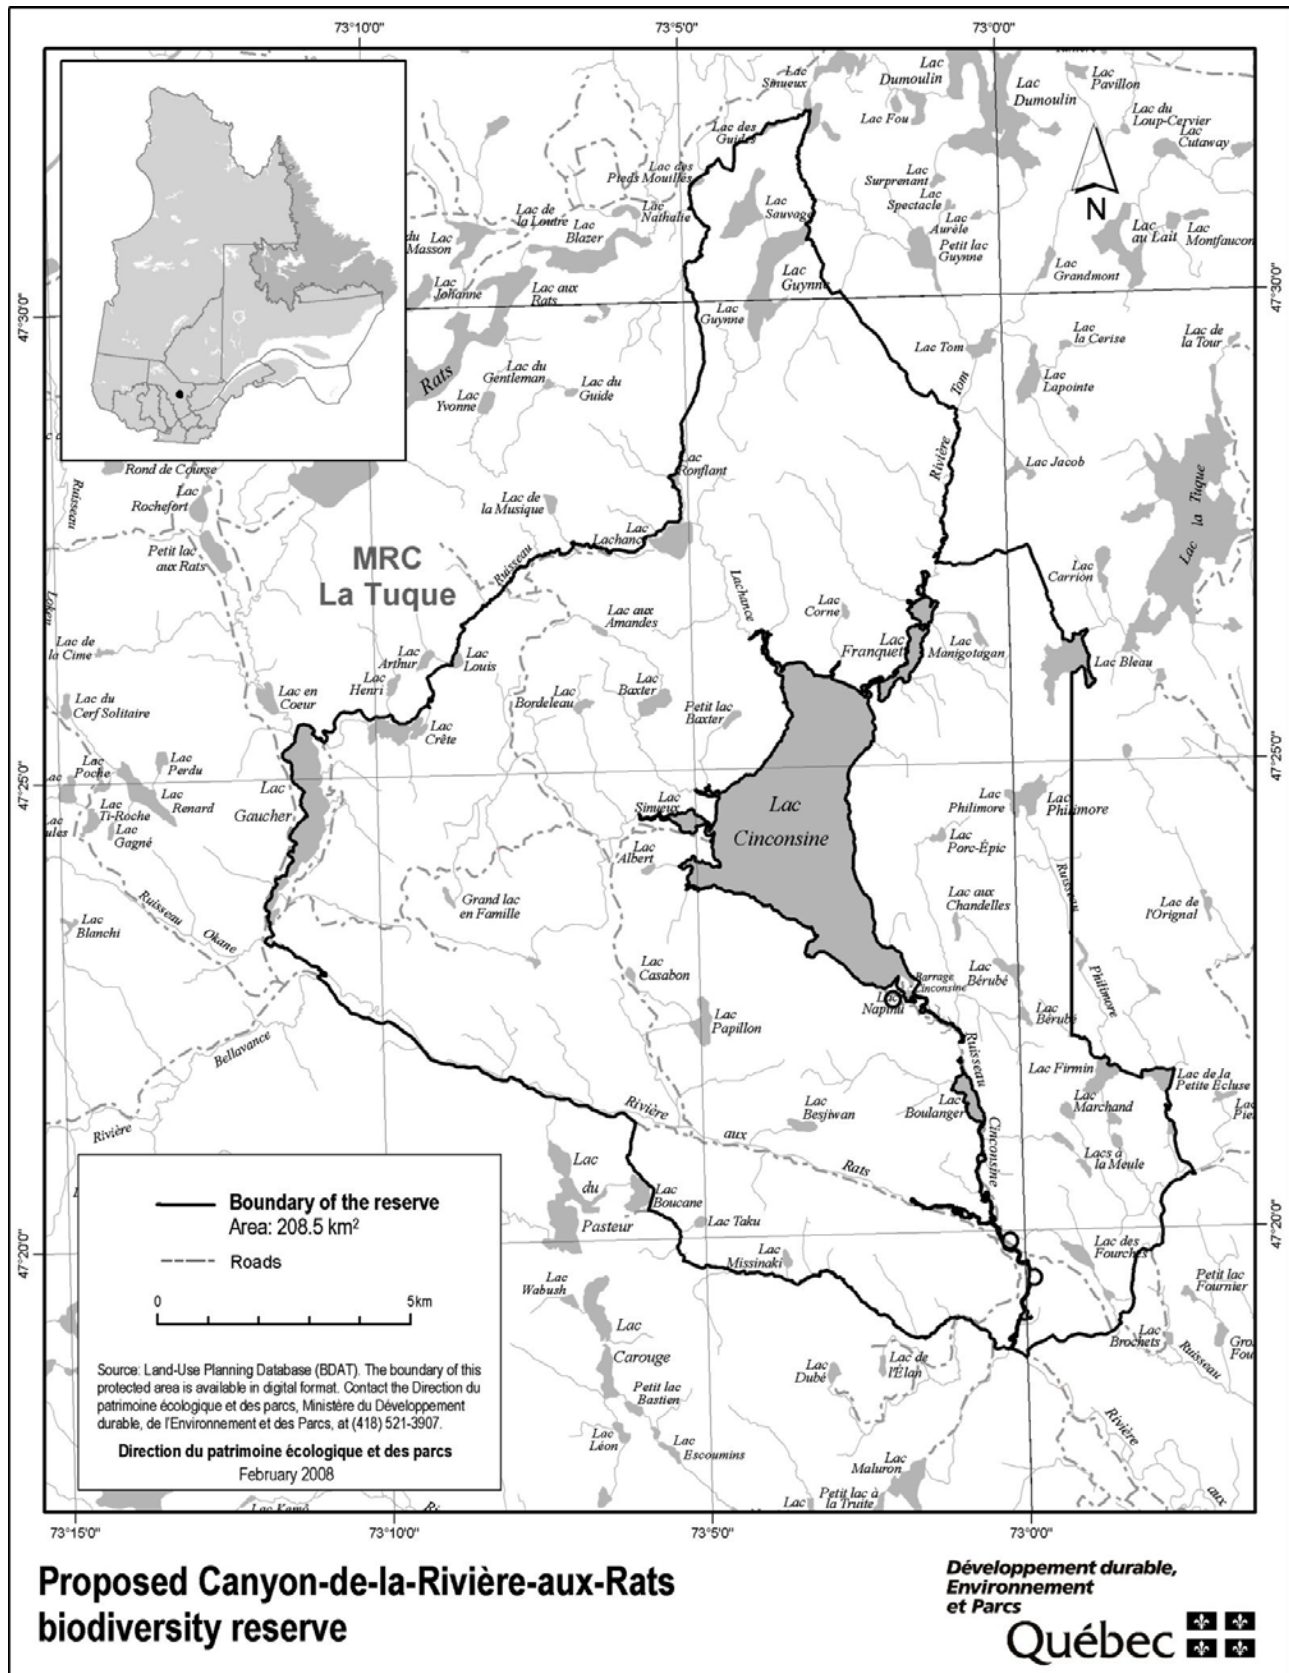 73°10'0"
73°5'0"
73°0'0"
Lac
Sinueux
Lac
Dumoulin
Lac
Dumoulin
Lac
Pavillon
Lac du
Loup-Cervier
Lac
Cutaway
Lac Fou
Lac des
Guides
Lac des
Pieds Mouillés
Lac
Surprenant
Lac
Spectacle
N
Lac
Nathalie
Lac
Sauvage
Lac
Aurèle
Lac de
la Loutre
Lac
Blazer
du
Masson
Lac
Petit lac
Guynne
Lac
au Lait
Lac
Montfaucon
Lac
Grandmont
Lac
Johanne
Lac aux
Rats
Lac
Guynne
Lac
Guynne
47°30'0"
47°30'0"
Lac Tom
Lac
la Cerise
Lac de
la Tour
Rats
Lac du
Gentleman
Lac du
Guide
Lac
Yvonne
Tom
Rivière
Lac
Lapointe
Rond de Course
Lac
Ronflant
Lac Jacob
Lac la Tuque
Ruisseau
Lac
Rochefort
Lac de
la Musique
Lac
Lachance
Petit lac
aux Rats
MRC
La Tuque
Ruisseau
Lachance
Lac
Corne
Lac
Carrion
Lac aux
Amandes
Lac
Franquet
Lac
Manigotagan
Lac de
la Cime
Lac
Arthur
Lac
Louis
Lac Bleau
Lac du
Cerf Solitaire
Lac en
Coeur
Lac
Henri
Lac
Crête
Lac
Bordeleau
Lac
Baxter
Petit lac
Baxter
47°25'0"
47°25'0"
Lac
Poche
Lac
Perdu
Lac
Lac
Renard
Lac
Ti-Roche
Lac
Gagné
Lac
Gaucher
Lac
Sinueux
Lac
Cinconsine
Lac
Philimore
Lac
Philimore
Lac
Albert
Lac
Porc-Épic
Ruisseau
Philimore
Ruisseau
Okane
Lac
Blanchi
Grand lac
en Famille
Lac aux
Chandelles
Lac de
l'Orignal
Lac
Casabon
Barrage
Cinconsine
Lac
Bérubé
Lac
Napinu
Lac
Papillon
Lac
Bérubé
Bellavance
Rivière
Ruisseau
Cinconsine
Lac Firmin
Lac de la
Petite Écluse
Lac
Marchand
Rivière
aux
Rats
Lac
Besjiwan
Lac
Boulanger
Lacs à
la Meule
Lac
du
Pasteur
Lac
Boucane
Lac Taku
Boundary of the reserve
Area: 208.5 km²
Roads
0
5km
47°20'0"
47°20'0"
Lac
Missinaki
Lac des
Fourches
Petit lac
Fournier
Lac
Wabush
Lac
Carouge
Lac
Brochets
Ruisseau
Lac
Dubé
Lac de
l'Élan
Petit lac
Bastien
Source: Land-Use Planning Database (BDAT). The boundary of this
protected area is available in digital format. Contact the Direction du
patrimoine écologique et des parcs, Ministère du Développement
durable, de l'Environnement et des Parcs, at (418) 521-3907.
Direction du patrimoine écologique et des parcs
February 2008
Lac
Léon
Lac
Escoumins
Lac
Maluron
Petit lac à
la Truite
Lac
Rivière
aux
73°15'0"
73°10'0"
73°5'0"
73°0'0"
Proposed Canyon-de-la-Rivière-aux-Rats
biodiversity reserve
Développement durable,
Environnement
et Parcs
Québec